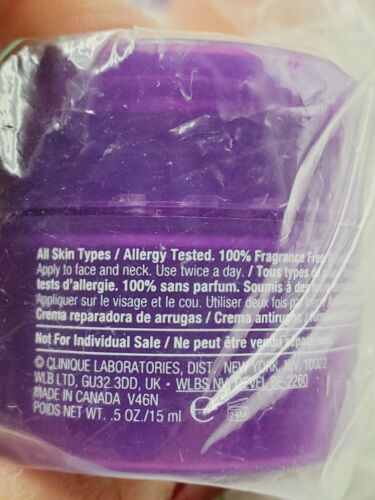 All Skin Types / Allergy Tested. 100% Fragrance Free
Apply to face and neck. Use twice a day. / Tous types de
tests d'allergie. 100% sans parfum. Soumis à des
Appliquer sur le visage et le cou. Utiliser deux fois par
Crema reparadora de arrugas / Crema antirugas
Not For Individual Sale / Ne peut être vendu séparé
© CLINIQUE LABORATORIES, DIST. NEW YORK, NY 10022
WLB LTD, GU32 3DD, UK • WLBS NV, OEVEL BE-2260
MADE IN CANADA V46N
POIDS NET WT. .5 OZ./15 ml
24M